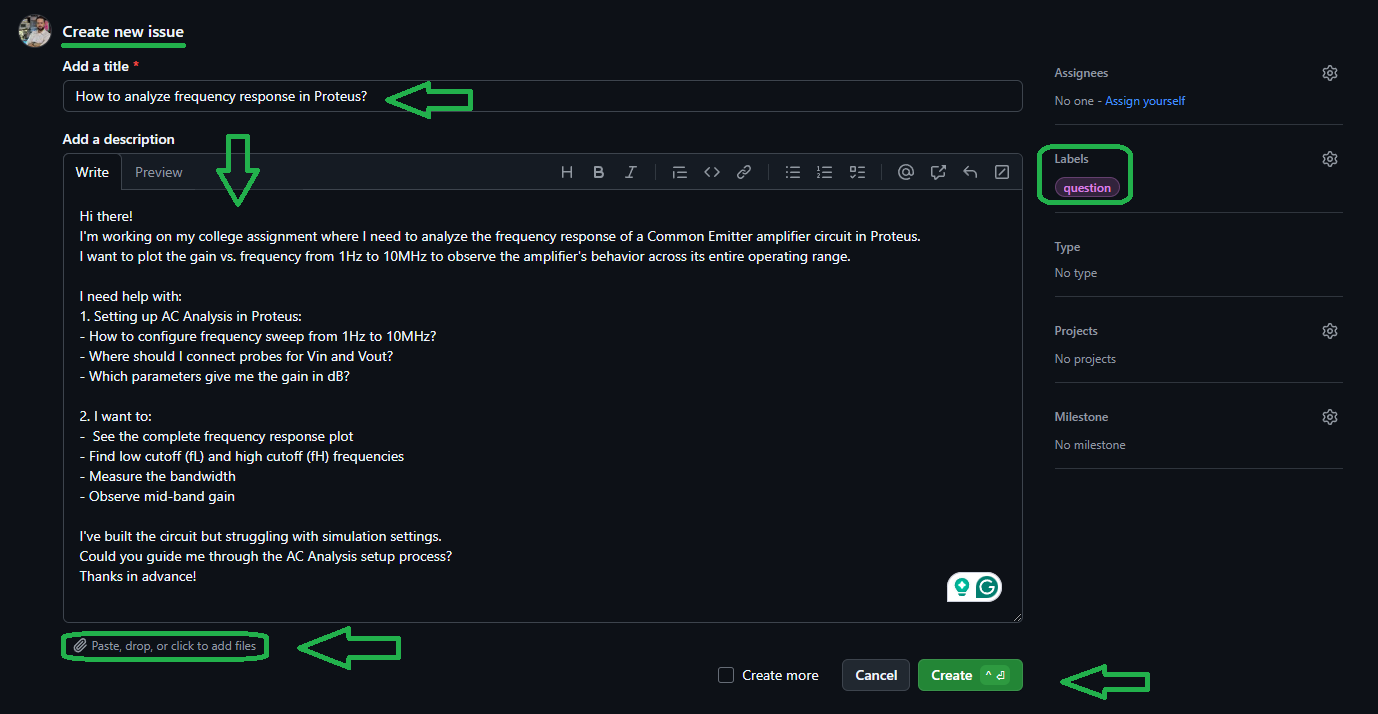 Create new issue
Add a title *
How to analyze frequency response in Proteus?
Add a description
Write
Preview
Hi there!
I'm working on my college assignment where I need to analyze the frequency response of a Common Emitter amplifier circuit in Proteus.
I want to plot the gain vs. frequency from 1Hz to 10MHz to observe the amplifier's behavior across its entire operating range.
I need help with:
1. Setting up AC Analysis in Proteus:
- How to configure frequency sweep from 1Hz to 10MHz?
- Where should I connect probes for Vin and Vout?
- Which parameters give me the gain in dB?
2. I want to:
-  See the complete frequency response plot
- Find low cutoff (fL) and high cutoff (fH) frequencies
- Measure the bandwidth
- Observe mid-band gain
I've built the circuit but struggling with simulation settings.
Could you guide me through the AC Analysis setup process?
Thanks in advance!
Paste, drop, or click to add files
Create more
Cancel
Create ^ ⏎
Assignees
No one - Assign yourself
Labels
question
Type
No type
Projects
No projects
Milestone
No milestone